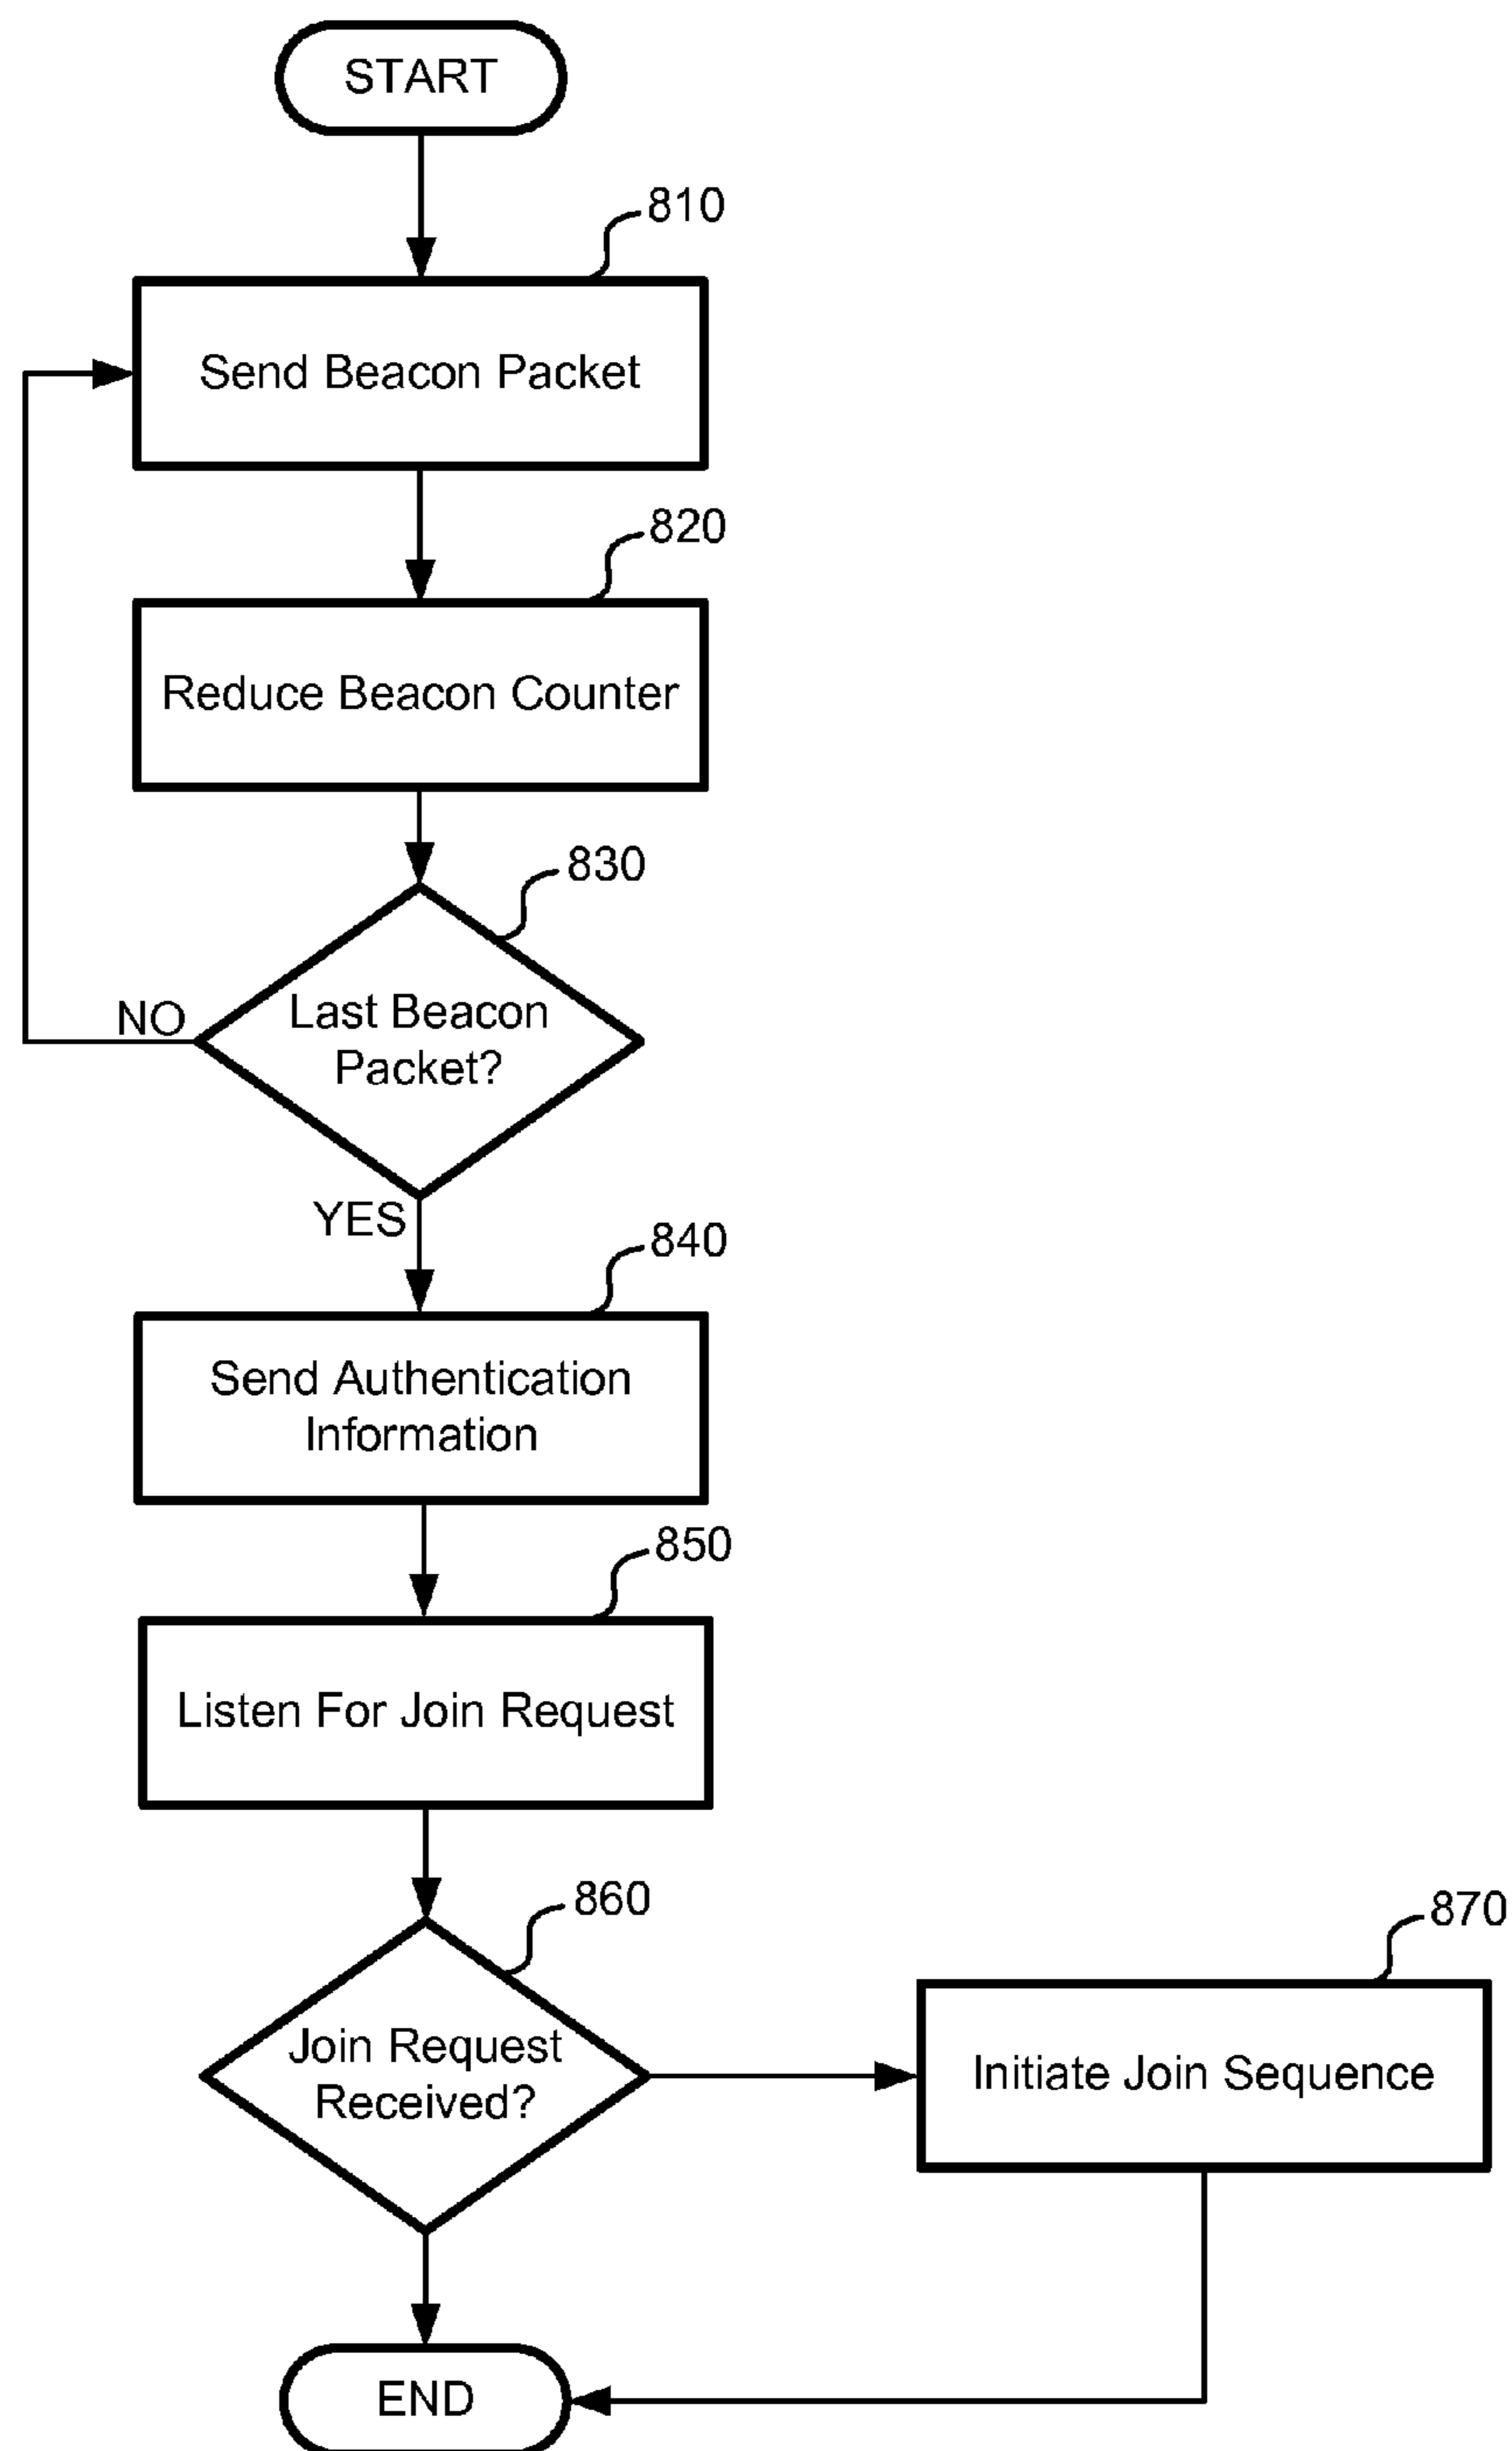 START
810
Send Beacon Packet
820
Reduce Beacon Counter
830
Last Beacon
Packet?
NO
YES
840
Send Authentication
Information
850
Listen For Join Request
860
870
Join Request
Received?
Initiate Join Sequence
END